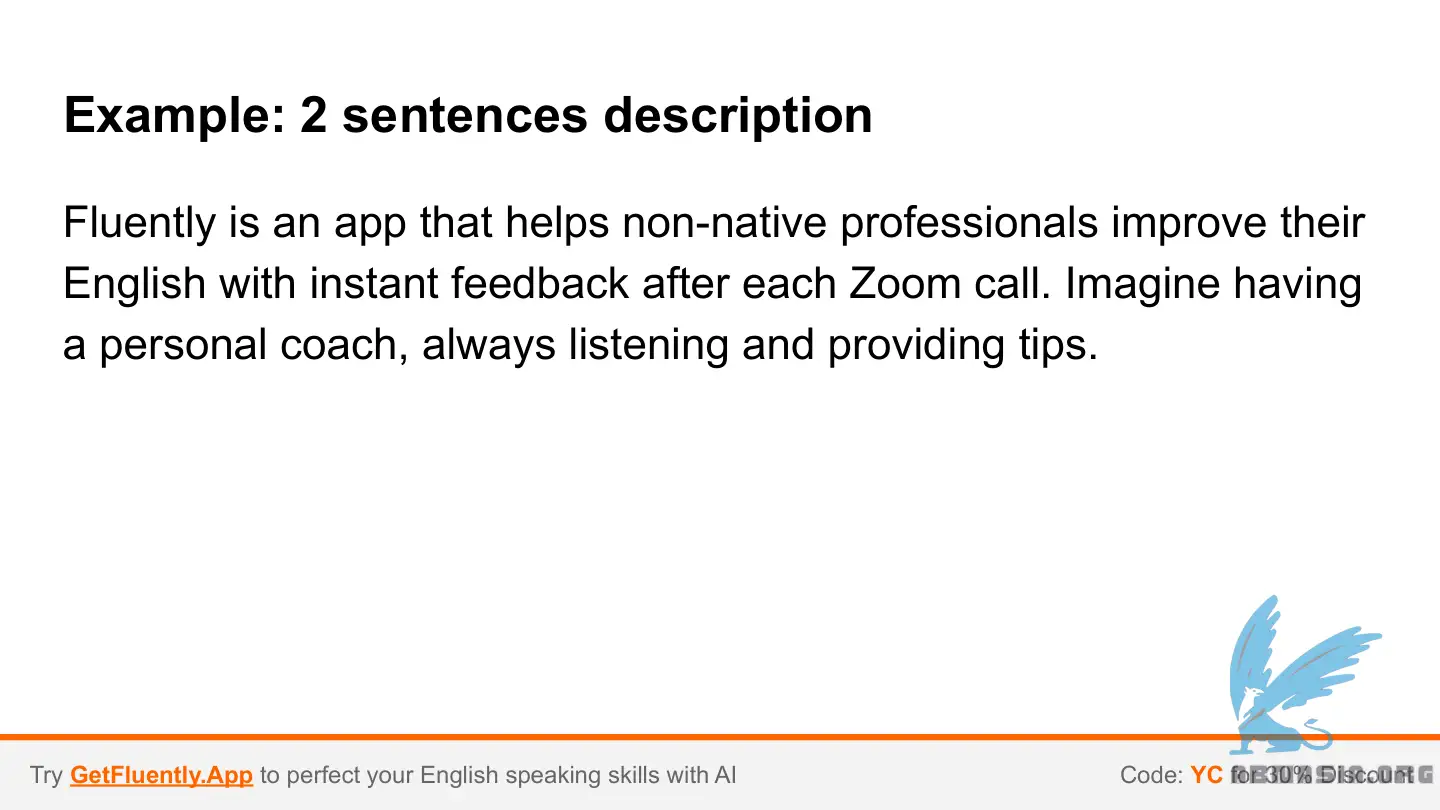 Example: 2 sentences description
Fluently is an app that helps non-native professionals improve their
English with instant feedback after each Zoom call. Imagine having
a personal coach, always listening and providing tips.
Try GetFluently.App to perfect your English speaking skills with AI
Code: YC for 30% Discount